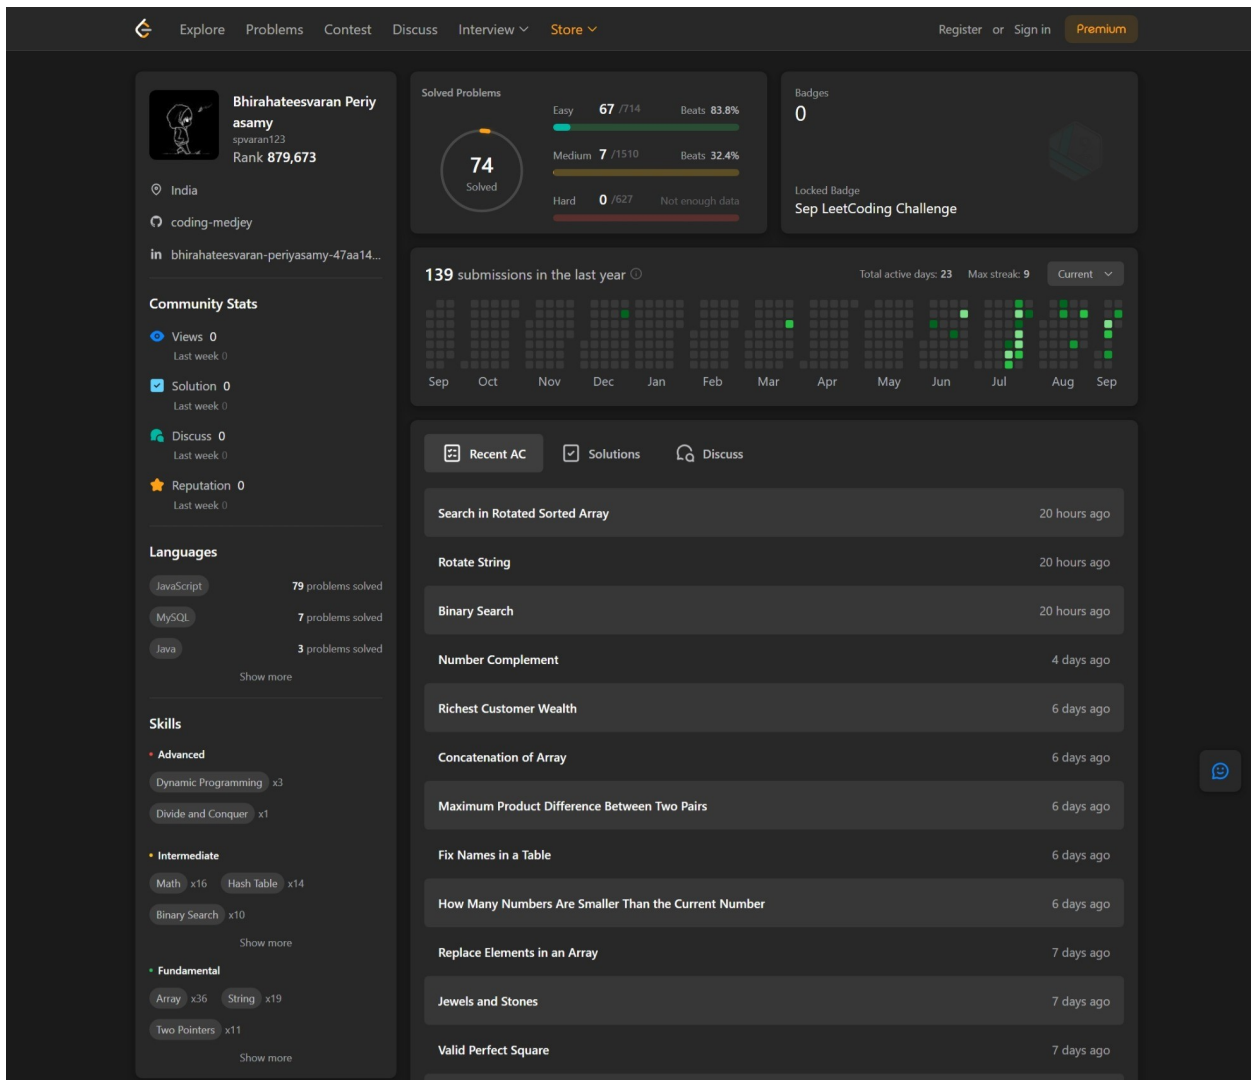 Explore Problems Contest Discuss Interview Store Register or Sign in Premium
Bhirahateesvaran Periy
asamy
spvaran123
Rank 879,673
India
coding-medjey
bhirahateesvaran-periyasamy-47aa14...
Community Stats
Views 0
Last week 0
Solution 0
Last week 0
Discuss 0
Last week 0
Reputation 0
Last week 0
Languages
JavaScript 79 problems solved
MySQL 7 problems solved
Java 3 problems solved
Show more
Skills
Advanced
Dynamic Programming x3
Divide and Conquer x1
Intermediate
Math x16 Hash Table x14
Binary Search x10
Show more
Fundamental
Array x36 String x19
Two Pointers x11
Show more
Solved Problems
74
Solved
Easy 67 /714 Beats 83.8%
Medium 7 /1510 Beats 32.4%
Hard 0 /627 Not enough data
Badges
0
Locked Badge
Sep LeetCoding Challenge
139 submissions in the last year Total active days: 23 Max streak: 9 Current
Sep Oct Nov Dec Jan Feb Mar Apr May Jun Jul Aug Sep
Recent AC Solutions Discuss
Search in Rotated Sorted Array 20 hours ago
Rotate String 20 hours ago
Binary Search 20 hours ago
Number Complement 4 days ago
Richest Customer Wealth 6 days ago
Concatenation of Array 6 days ago
Maximum Product Difference Between Two Pairs 6 days ago
Fix Names in a Table 6 days ago
How Many Numbers Are Smaller Than the Current Number 6 days ago
Replace Elements in an Array 7 days ago
Jewels and Stones 7 days ago
Valid Perfect Square 7 days ago